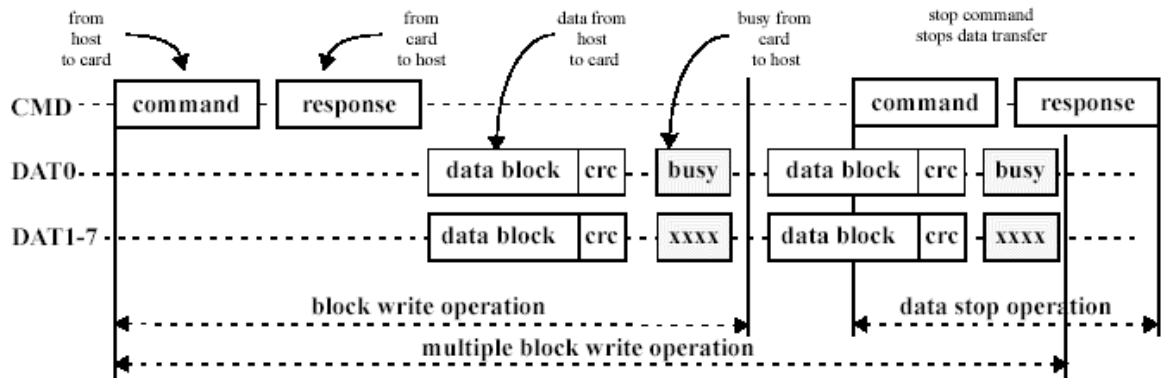 from
host
to card
from
card
to host
data from
host
to card
busy from
card
to host
stop command
stops data transfer
CMD command response command response
DAT0 data block crc busy data block crc busy
DAT1-7 data block crc xxxx data block crc xxxx
block write operation data stop operation
multiple block write operation